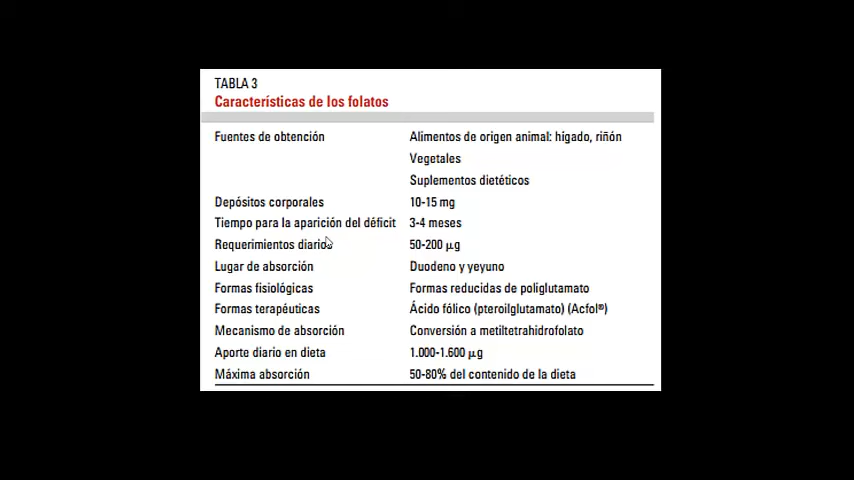 TABLA 3
Características de los folatos
Fuentes de obtención Alimentos de origen animal: hígado, riñón
Vegetales
Suplementos dietéticos
Depósitos corporales 10-15 mg
Tiempo para la aparición del déficit 3-4 meses
Requerimientos diarios 50-200 μg
Lugar de absorción Duodeno y yeyuno
Formas fisiológicas Formas reducidas de poliglutamato
Formas terapéuticas Ácido fólico (pteroilglutamato) (Acfol®)
Mecanismo de absorción Conversión a metiltetrahidrofolato
Aporte diario en dieta 1.000-1.600 μg
Máxima absorción 50-80% del contenido de la dieta